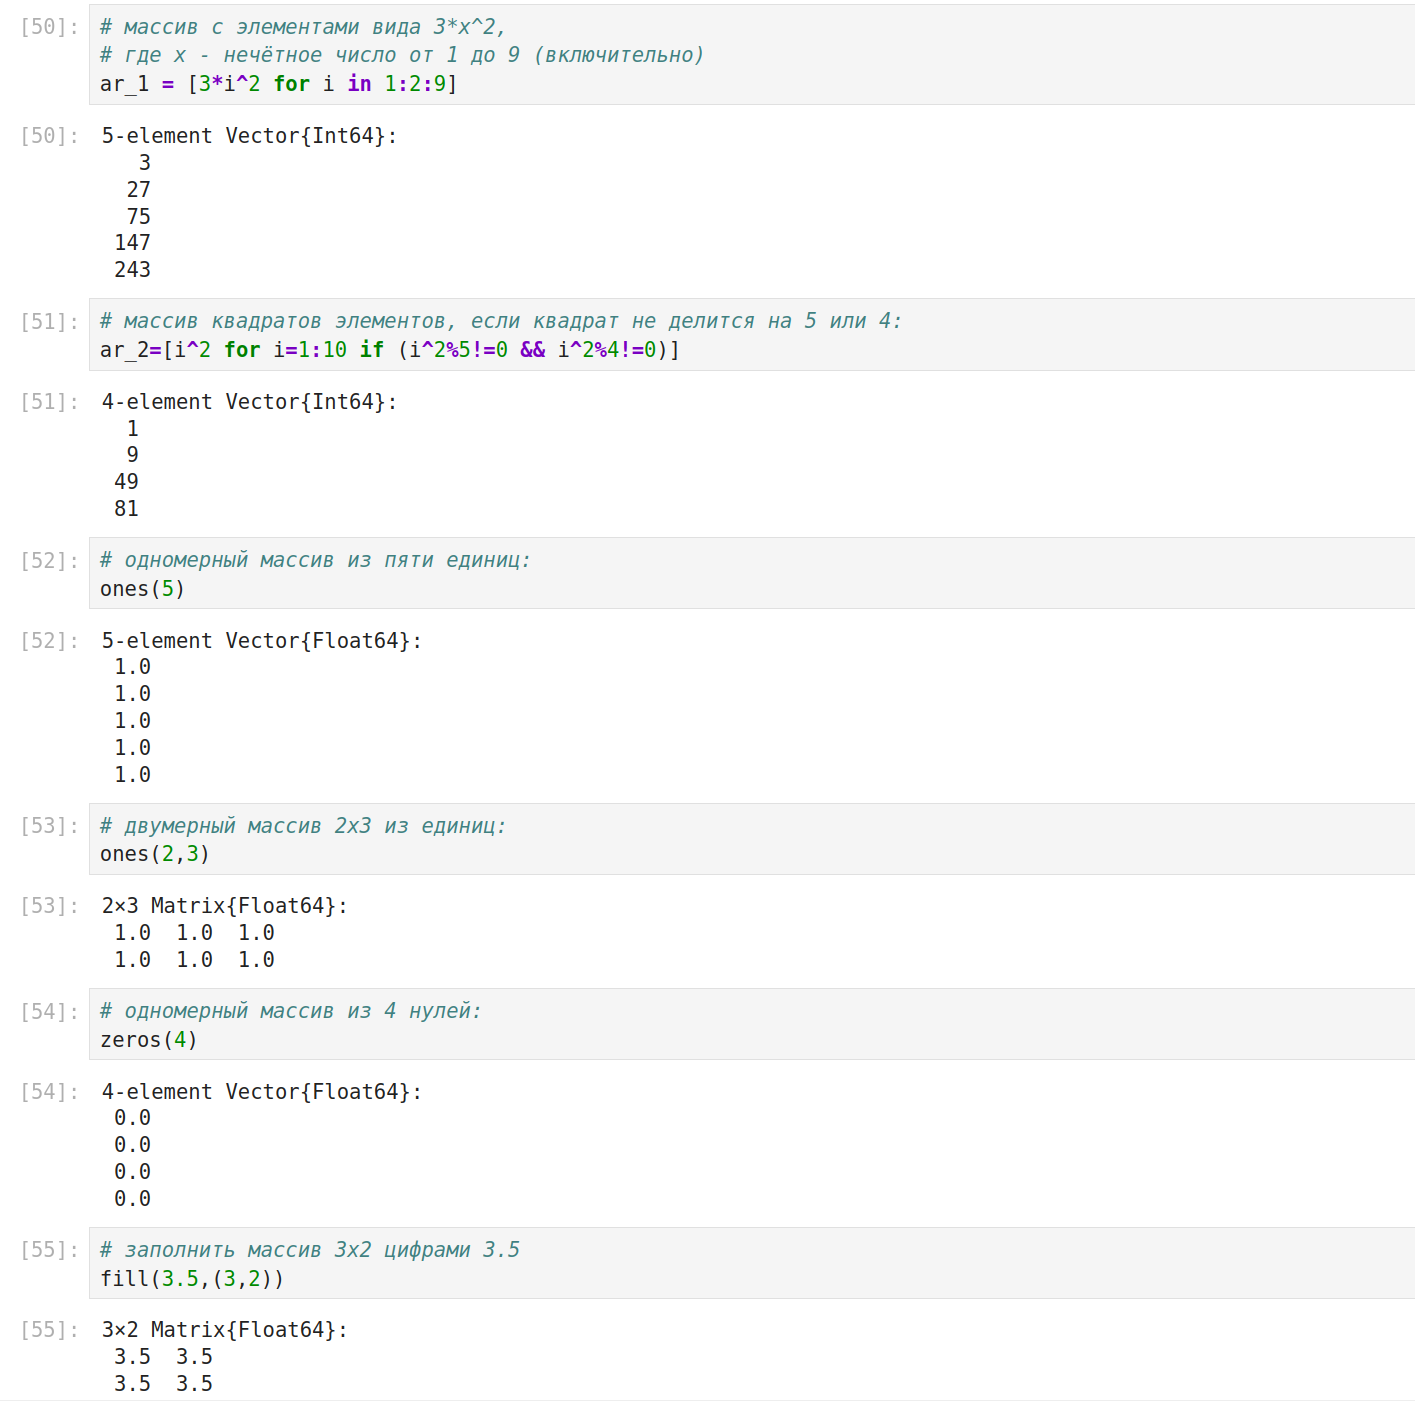 [50]: # массив с элементами вида 3*x^2,
# где x - нечётное число от 1 до 9 (включительно)
ar_1 = [3*i^2 for i in 1:2:9]
[50]: 5-element Vector{Int64}:
3
27
75
147
243
[51]: # массив квадратов элементов, если квадрат не делится на 5 или 4:
ar_2=[i^2 for i=1:10 if (i^2%5!=0 && i^2%4!=0)]
[51]: 4-element Vector{Int64}:
1
9
49
81
[52]: # одномерный массив из пяти единиц:
ones(5)
[52]: 5-element Vector{Float64}:
1.0
1.0
1.0
1.0
1.0
[53]: # двумерный массив 2x3 из единиц:
ones(2,3)
[53]: 2×3 Matrix{Float64}:
1.0  1.0  1.0
1.0  1.0  1.0
[54]: # одномерный массив из 4 нулей:
zeros(4)
[54]: 4-element Vector{Float64}:
0.0
0.0
0.0
0.0
[55]: # заполнить массив 3x2 цифрами 3.5
fill(3.5,(3,2))
[55]: 3×2 Matrix{Float64}:
3.5  3.5
3.5  3.5